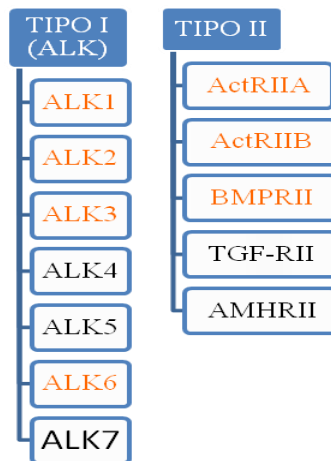 TIPO I
(ALK)
ALK1
ALK2
ALK3
ALK4
ALK5
ALK6
ALK7
TIPO II
ActRIIA
ActRIIB
BMPRII
TGF-RII
AMHRII